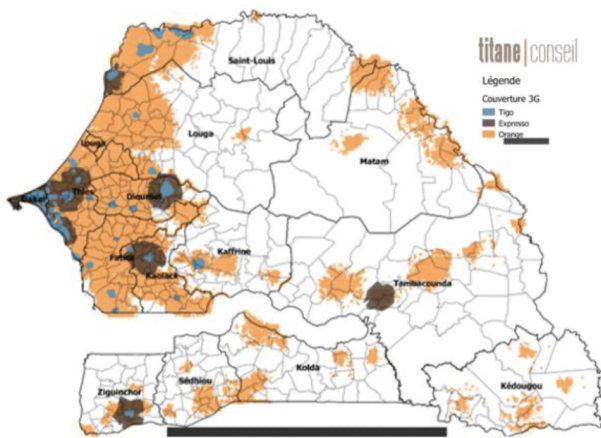 titane|conseil
Légende
Couverture 3G
Tigo
Expresso
Orange
Saint-Louis
Louga
Louga
Matam
Dakar
Thiès
Diourbel
Fatick
Kaolack
Kaffrine
Tambacounda
Ziguinchor
Sédhiou
Kolda
Kédougou